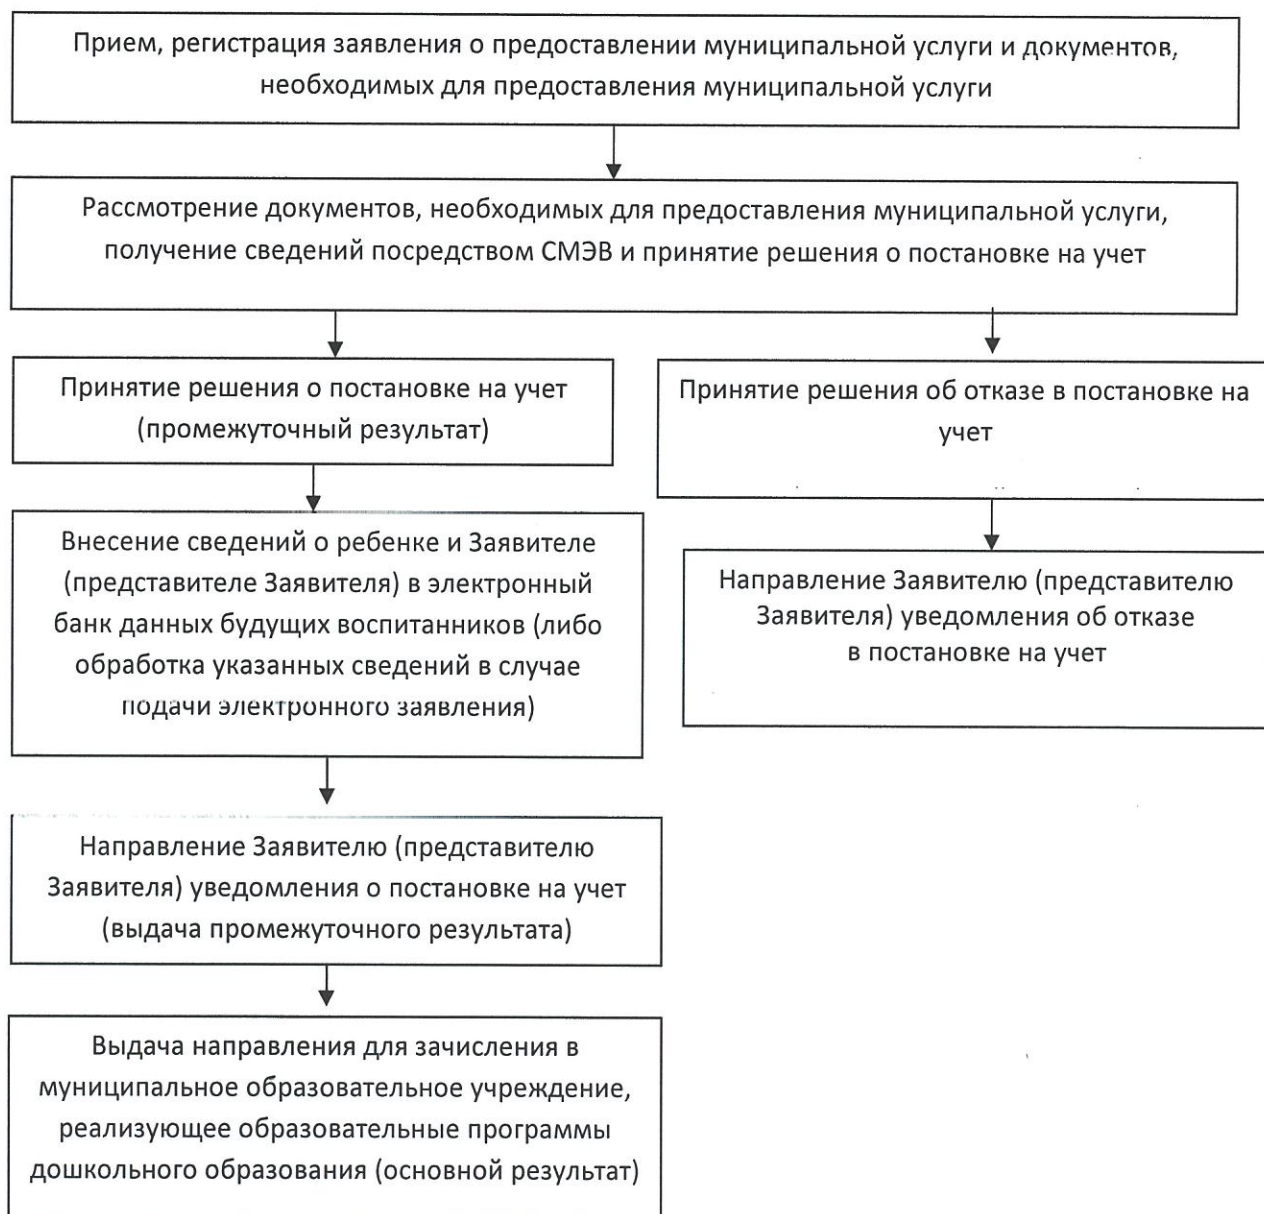 Прием, регистрация заявления о предоставлении муниципальной услуги и документов,
необходимых для предоставления муниципальной услуги
Рассмотрение документов, необходимых для предоставления муниципальной услуги,
получение сведений посредством СМЭВ и принятие решения о постановке на учет
Принятие решения о постановке на учет
(промежуточный результат)
Принятие решения об отказе в постановке на
учет
Внесение сведений о ребенке и Заявителе
(представителе Заявителя) в электронный
банк данных будущих воспитанников (либо
обработка указанных сведений в случае
подачи электронного заявления)
Направление Заявителю (представителю
Заявителя) уведомления об отказе
в постановке на учет
Направление Заявителю (представителю
Заявителя) уведомления о постановке на учет
(выдача промежуточного результата)
Выдача направления для зачисления в
муниципальное образовательное учреждение,
реализующее образовательные программы
дошкольного образования (основной результат)